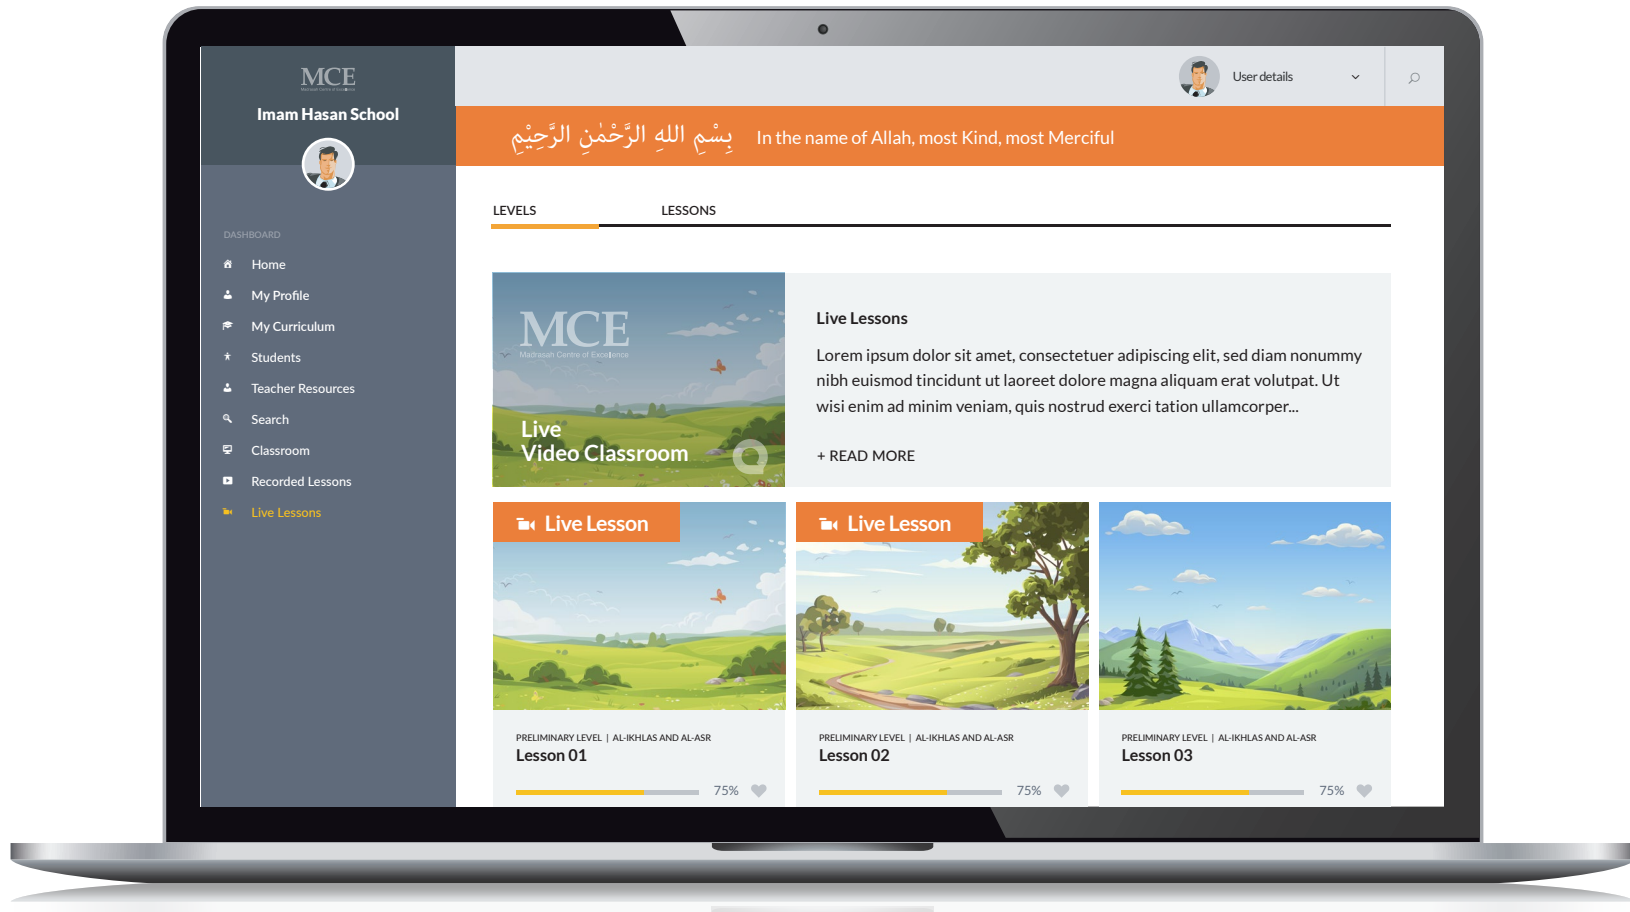 MCE
Madrasah Centre of Excellence
Imam Hasan School
User details
بِسْمِ اللهِ الرَّحْمٰنِ الرَّحِيْمِ In the name of Allah, most Kind, most Merciful
DASHBOARD
Home
My Profile
My Curriculum
Students
Teacher Resources
Search
Classroom
Recorded Lessons
Live Lessons
LEVELS LESSONS
MCE
Madrasah Centre of Excellence
Live
Video Classroom
Live Lessons
Lorem ipsum dolor sit amet, consectetuer adipiscing elit, sed diam nonummy
nibh euismod tincidunt ut laoreet dolore magna aliquam erat volutpat. Ut
wisi enim ad minim veniam, quis nostrud exerci tation ullamcorper...
+ READ MORE
Live Lesson
PRELIMINARY LEVEL | AL-IKHLAS AND AL-ASR
Lesson 01
75%
Live Lesson
PRELIMINARY LEVEL | AL-IKHLAS AND AL-ASR
Lesson 02
75%
PRELIMINARY LEVEL | AL-IKHLAS AND AL-ASR
Lesson 03
75%